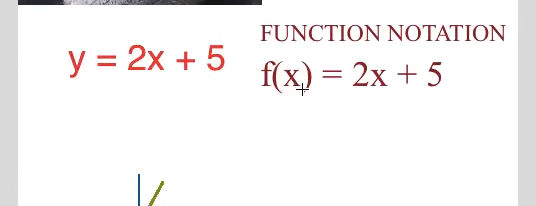 y = 2x + 5
FUNCTION NOTATION
f(x) = 2x + 5